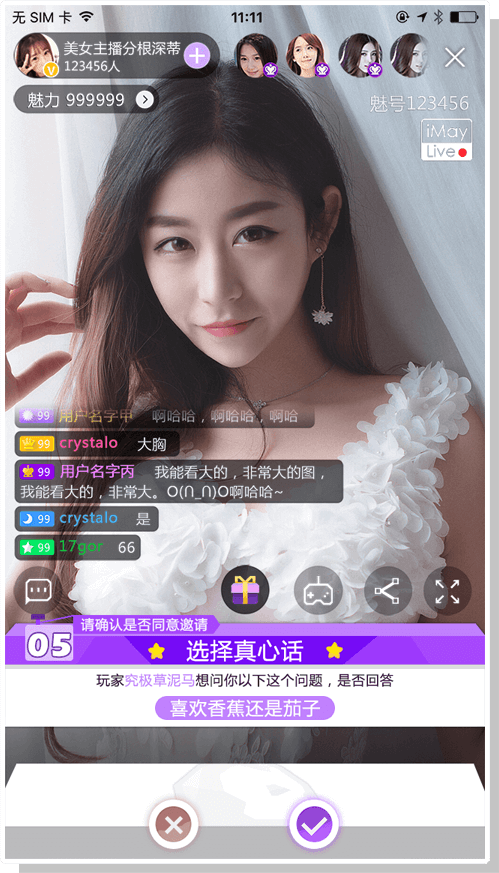 无 SIM 卡
11:11
美女主播分根深蒂
123456人
V
魅力 999999
魅号123456
iMay
Live
99 用户名字甲 啊哈哈，啊哈哈，啊哈
99 crystalo 大胸
99 用户名字丙 我能看大的，非常大的图，
我能看大的，非常大。O(∩_∩)O啊哈哈~
99 crystalo 是
99 17gor 66
请确认是否同意邀请
05
选择真心话
玩家究极草泥马想问你以下这个问题，是否回答
喜欢香蕉还是茄子